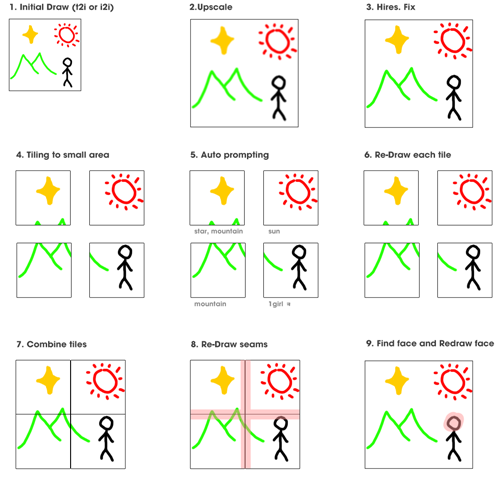 1. Initial Draw (t2i or i2i)
2.Upscale
3. Hires. Fix
4. Tiling to small area
5. Auto prompting
6. Re-Draw each tile
star, mountain
sun
mountain
1girl
7. Combine tiles
8. Re-Draw seams
9. Find face and Redraw face